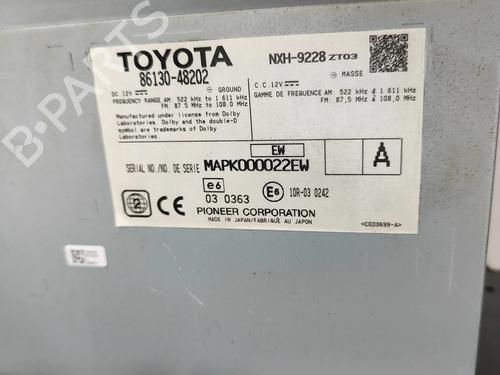 TOYOTA
86130-48202
NXH-9228 ZT03
DC 12V GROUND
C.C. 12V MASSE
FREQUENCY RANGE AM: 522 kHz to 1 611 kHz
FM: 87.5 MHz to 108.0 MHz
GAMME DE FREQUENCE AM: 522 kHz à 1 611 kHz
FM: 87,5 MHz à 108,0 MHz
Manufactured under license from Dolby
Laboratories. Dolby and the double-D
symbol are trademarks of Dolby
Laboratories.
EW
SERIAL NO./NO. DE SERIE MAPK000022EW
A
e6
03 0363
E6
10R-03 0242
2
CE
PIONEER CORPORATION
MADE IN JAPAN/FABRIQUÉ AU JAPON
<CED3699-A>
B-PARTS